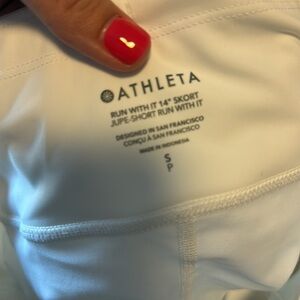 ATHLETA
RUN WITH IT 14" SKORT
JUPE-SHORT RUN WITH IT
DESIGNED IN SAN FRANCISCO
CONÇU À SAN FRANCISCO
MADE IN INDONESIA
S
P